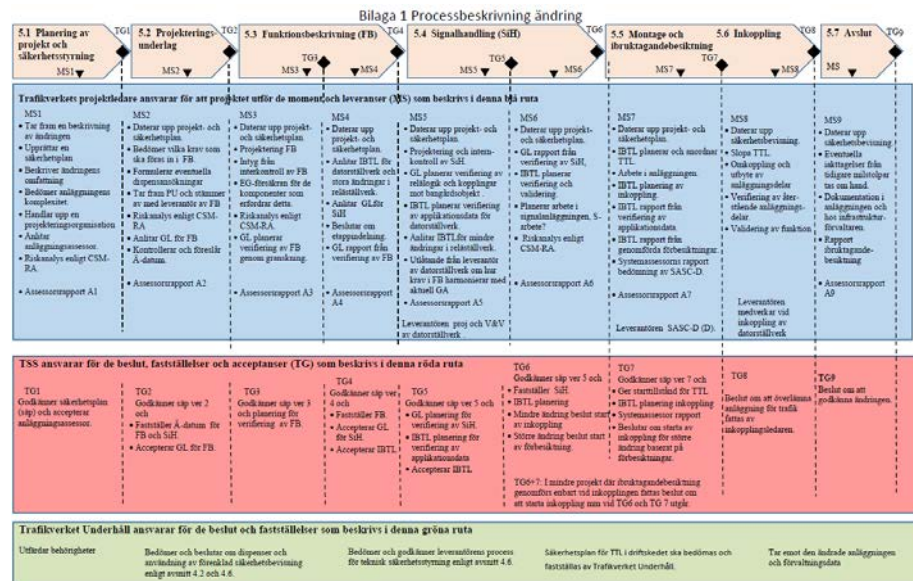 Bilaga 1 Processbeskrivning ändring
5.1 Planering av
projekt och
säkerhetsstyrning
MS1
TG1
5.2 Projekterings-
underlag
MS2
TG2
5.3 Funktionsbeskrivning (FB)
TG3
MS3
MS4
TG4
5.4 Signalhandling (SiH)
TG5
MS5
MS6
TG6
5.5 Montage och
ibruktagandebesiktning
MS7
TG7
5.6 Inkoppling
MS8
TG8
5.7 Avslut
MS
TG9
Trafikverkets projektledare ansvarar för att projektet utför de moment och leveranser (MS) som beskrivs i denna blå ruta
MS1
• Tar fram en beskrivning
av ändringen
• Upprättar en
säkerhetsplan
• Beskriver ändringens
omfattning
• Bedömer anläggningens
komplexitet.
• Handlar upp en
projekteringsorganisation
• Anlitar
anläggningsassessor.
• Riskanalys enligt CSM-
RA.
• Assessorsrapport A1
MS2
• Daterar upp projekt- och
säkerhetsplan.
• Bedömer vilka krav som
ska föras in i FB.
• Formulerar eventuella
dispensansökningar
• Tar fram PU och stämmer
av med leverantör av FB
• Riskanalys enligt CSM-
RA
• Anlitar GL för FB
• Kontrollerar och föreslår
Ä-datum.
• Assessorsrapport A2
MS3
• Daterar upp projekt- och
säkerhetsplan.
• Projektering FB
• Intyg från
internkontroll av FB
• EG-försäkran för de
komponenter som
erfordrar detta.
• Riskanalys enligt
CSM-RA.
• GL planerar
verifiering av FB
genom granskning.
• Assessorsrapport A3
MS4
• Daterar upp
projekt- och
säkerhetsplan.
• Anlitar IBTL för
datorställverk och
stora ändringar i
reläställverk.
• Anlitar GL för
SiH
• Beslutar om
etappindelning.
• GL rapport från
verifiering av FB
• Assessorsrapport
A4
MS5
• Daterar upp projekt- och
säkerhetsplan.
• Projektering och intern-
kontroll av SiH.
• GL planerar verifiering av
relälogik och kopplingar
mot bangårdsobjekt.
• IBTL planerar verifiering
av applikationsdata för
datorställverk.
• Anlitar IBTL för mindre
ändringar i reläställverk.
• Utlåtande från leverantör
av datorställverk om hur
krav i FB harmonierar med
aktuell GA
• Assessorsrapport A5
Leverantören proj och V&V
av datorställverk .
MS6
• Daterar upp projekt- och
säkerhetsplan.
• GL rapport från
verifiering av SiH,
• IBTL planerar
verifiering och
validering.
• Planerar arbete i
signalanläggning, S-
arbete?
• Riskanalys enligt
CSM-RA.
• Assessorsrapport A6
MS7
• Daterar upp projekt- och
säkerhetsplan.
• IBTL planerar och anordnar
TTL.
• Arbete i anläggning.
• IBTL planering av
inkoppling.
• IBTL rapport från
verifiering av
applikationsdata
• IBTL rapport från
genomförda förbesiktningar.
• Systemassessorns rapport
bedömning av SASC-D.
• Assessorsrapport A7
Leverantören SASC-D (D).
MS8
• Daterar upp
säkerhetsbevisning.
• Slopa TTL.
• Omkoppling och
utbyte av
anläggningsdelar
• Verifiering av åter-
stående anläggnings-
delar.
• Validering av funktion
Leverantören
medverkar vid
inkoppling av
datorställverk
MS9
• Daterar upp
säkerhetsbevisning.
• Eventuella
iakttagelser från
tidigare milstolpar
tas om hand.
• Dokumentation i
anläggningen och
hos infrastruktur-
förvaltaren.
• Rapport
ibruktagande-
besiktning
• Assessorsrapport
A9
TSS ansvarar för de beslut, fastställelser och acceptanser (TG) som beskrivs i denna röda ruta
TG1
Godkänner säkerhetsplan
(säp) och accepterar
anläggningsassessor.
TG2
Godkänner säp ver 2
och
• Fastställer Ä-datum för
FB och SiH.
• Accepterar GL för FB.
TG3
Godkänner säp ver 3
och planering för
verifiering av FB.
TG4
Godkänner säp ver
4 och
• Fastställer FB.
• Accepterar GL
för SiH.
• Accepterar IBTL
TG5
Godkänner säp ver 5 och
• GL planering för
verifiering av SiH.
• IBTL planering för
verifiering av
applikationsdata
• Accepterar IBTL
TG6
Godkänner säp ver 5 och
• Fastställer SiH.
• IBTL planering
• Mindre ändring beslut start
av inkoppling.
• Större ändring beslut start
av förbesiktning.
TG7
Godkänner säp ver 7 och
• Ger starttillstånd för TTL
• IBTL planering inkoppling
• Systemassessor rapport
• Beslutar om starta av
inkoppling för större
ändring baserat på
förbesiktningar.
TG6+7: I mindre projekt där ibruktagandebesiktning
genomförs enbart vid inkopplingen fattas beslut om
att starta inkoppling mm vid TG6 och TG 7 utgår.
TG8
Beslut om att överlämna
anläggning för trafik
fattas av
inkopplingsledaren.
TG9
Beslut om att
godkänna ändringen.
Trafikverket Underhåll ansvarar för de beslut och fastställelser som beskrivs i denna gröna ruta
Utfärdar behörigheter
Bedömer och beslutar om dispenser och
användning av förenklad säkerhetsbevisning
enligt avsnitt 4.2 och 4.6.
Bedömer och godkänner leverantörens process
för teknisk säkerhetsstyrning enligt avsnitt 4.6.
Säkerhetsplan för TTL i driftskedet ska bedömas och
fastställas av Trafikverket Underhåll.
Tar emot den ändrade anläggningen
och förvaltningsdata